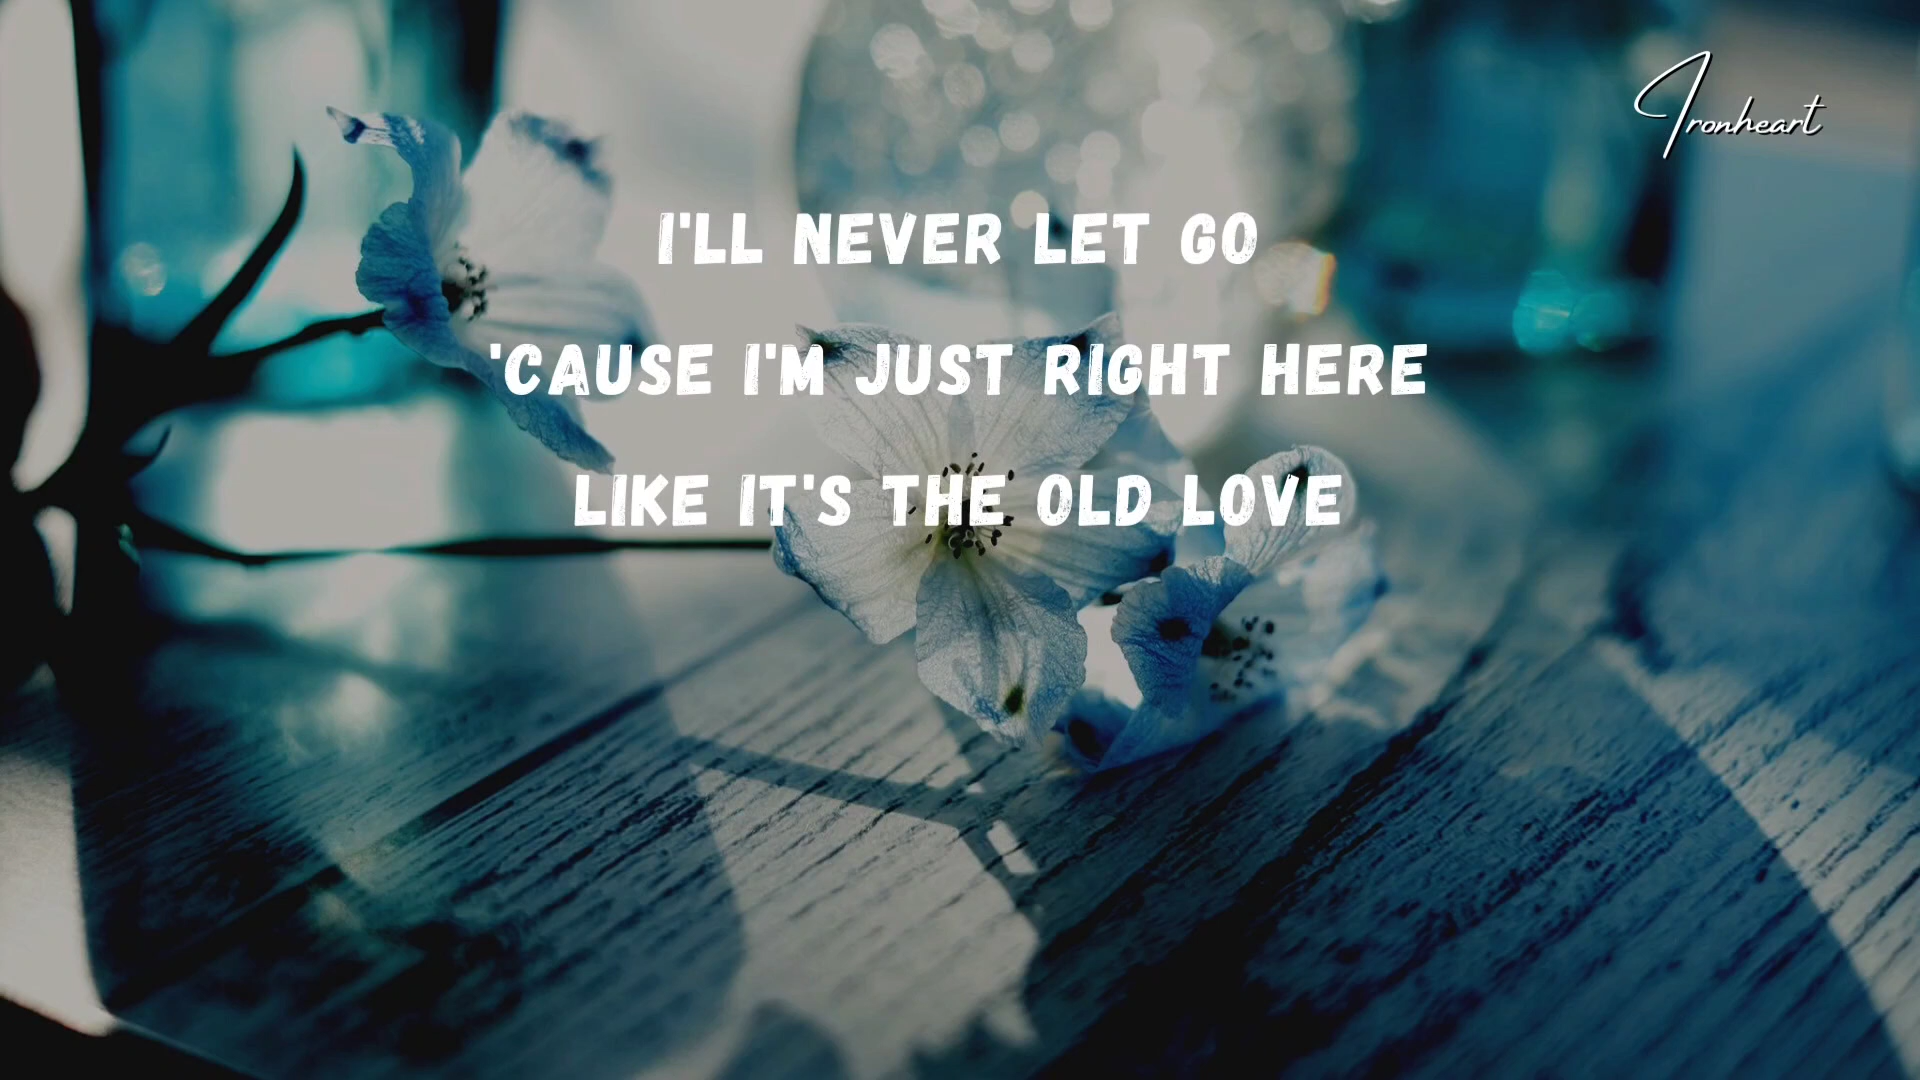 Ironheart
I'LL NEVER LET GO
'CAUSE I'M JUST RIGHT HERE
LIKE IT'S THE OLD LOVE